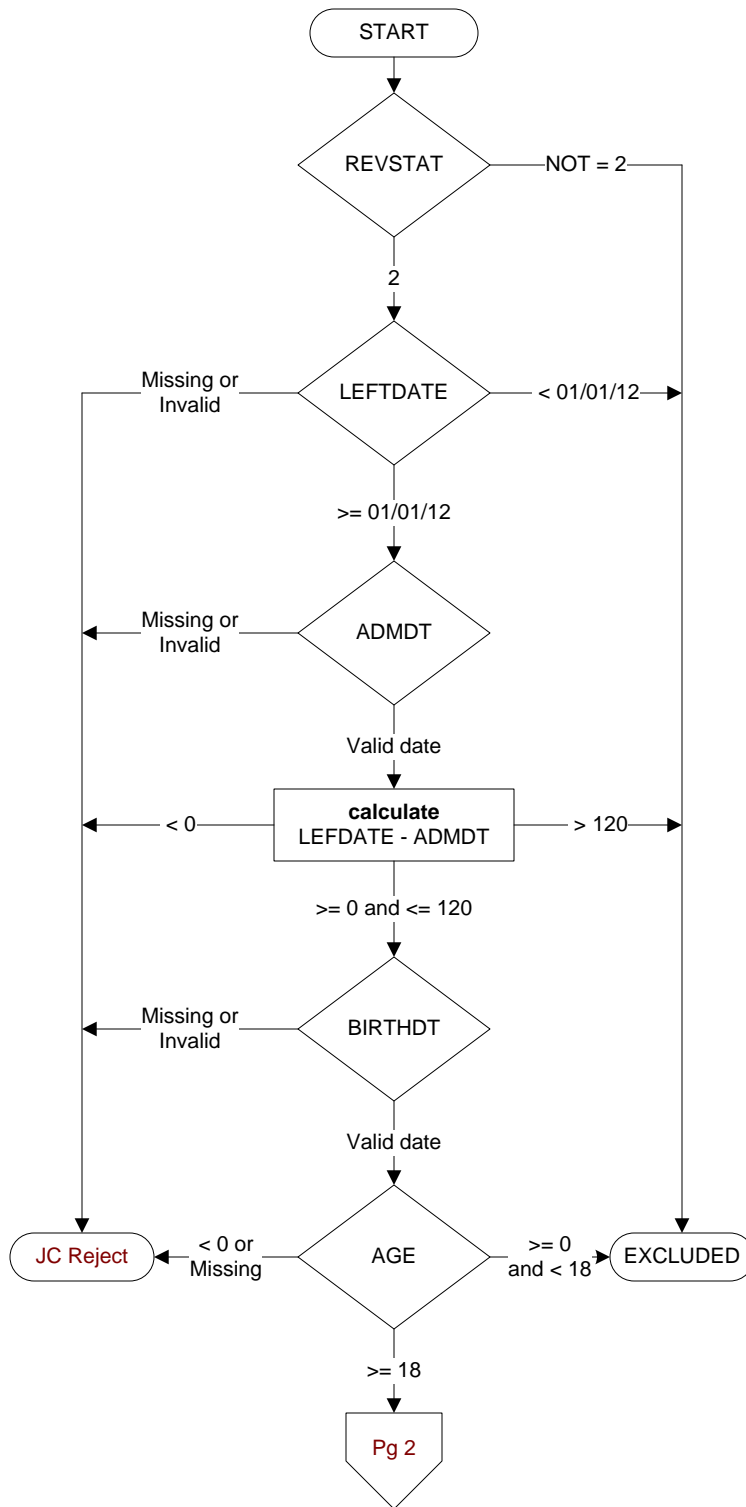 START
REVSTAT
NOT = 2
2
Missing or
Invalid
LEFTDATE
< 01/01/12
>= 01/01/12
Missing or
Invalid
ADMDT
Valid date
calculate
< 0
LEFDATE - ADMDT
> 120
>= 0 and <= 120
Missing or
Invalid
BIRTHDT
Valid date
JC Reject
< 0 or
Missing
AGE
>= 0
and < 18
EXCLUDED
>= 18
Pg 2